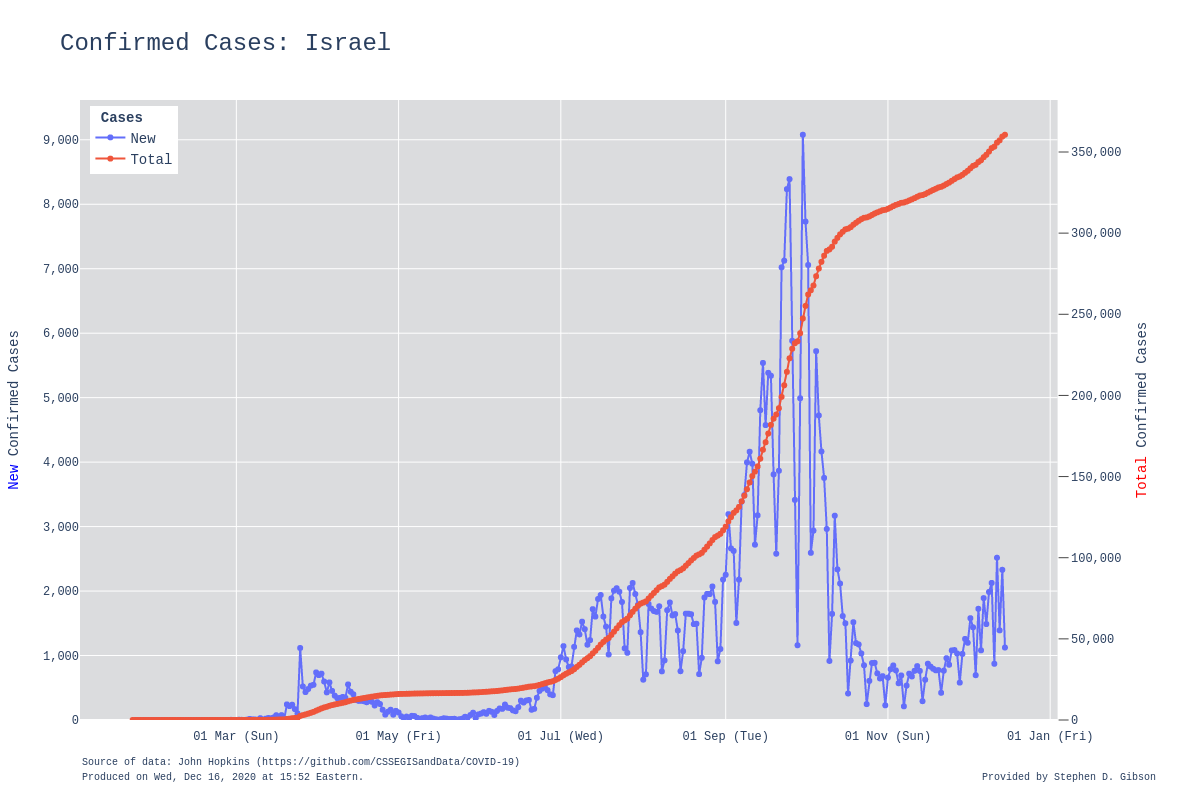 Confirmed Cases: Israel
Cases
New
Total
9,000
8,000
7,000
6,000
5,000
4,000
3,000
2,000
1,000
0
New Confirmed Cases
350,000
300,000
250,000
200,000
150,000
100,000
50,000
0
Total Confirmed Cases
01 Mar (Sun)
01 May (Fri)
01 Jul (Wed)
01 Sep (Tue)
01 Nov (Sun)
01 Jan (Fri)
Source of data: John Hopkins (https://github.com/CSSEGISandData/COVID-19)
Produced on Wed, Dec 16, 2020 at 15:52 Eastern.
Provided by Stephen D. Gibson